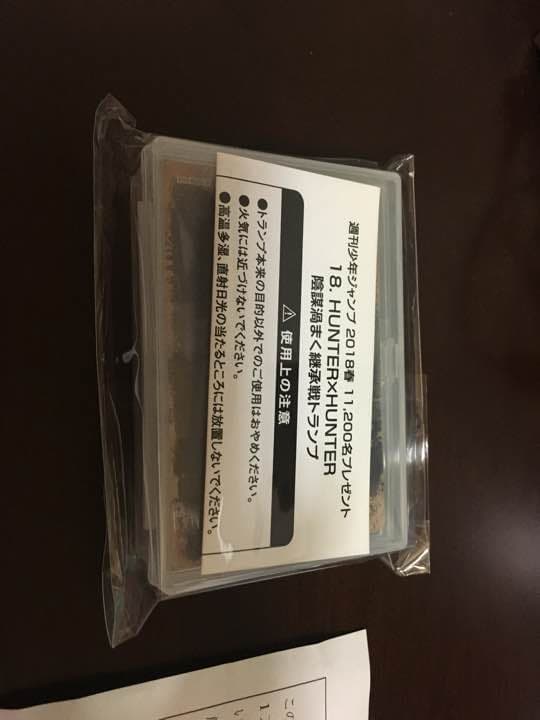 週刊少年ジャンプ 2018春 11,200名プレゼント
18. HUNTER×HUNTER
陰謀渦まく継承戦トランプ
⚠ 使用上の注意
●トランプ本来の目的以外でのご使用はおやめください。
●火気には近づけないでください。
●高温多湿、直射日光の当たるところには放置しないでください。
この